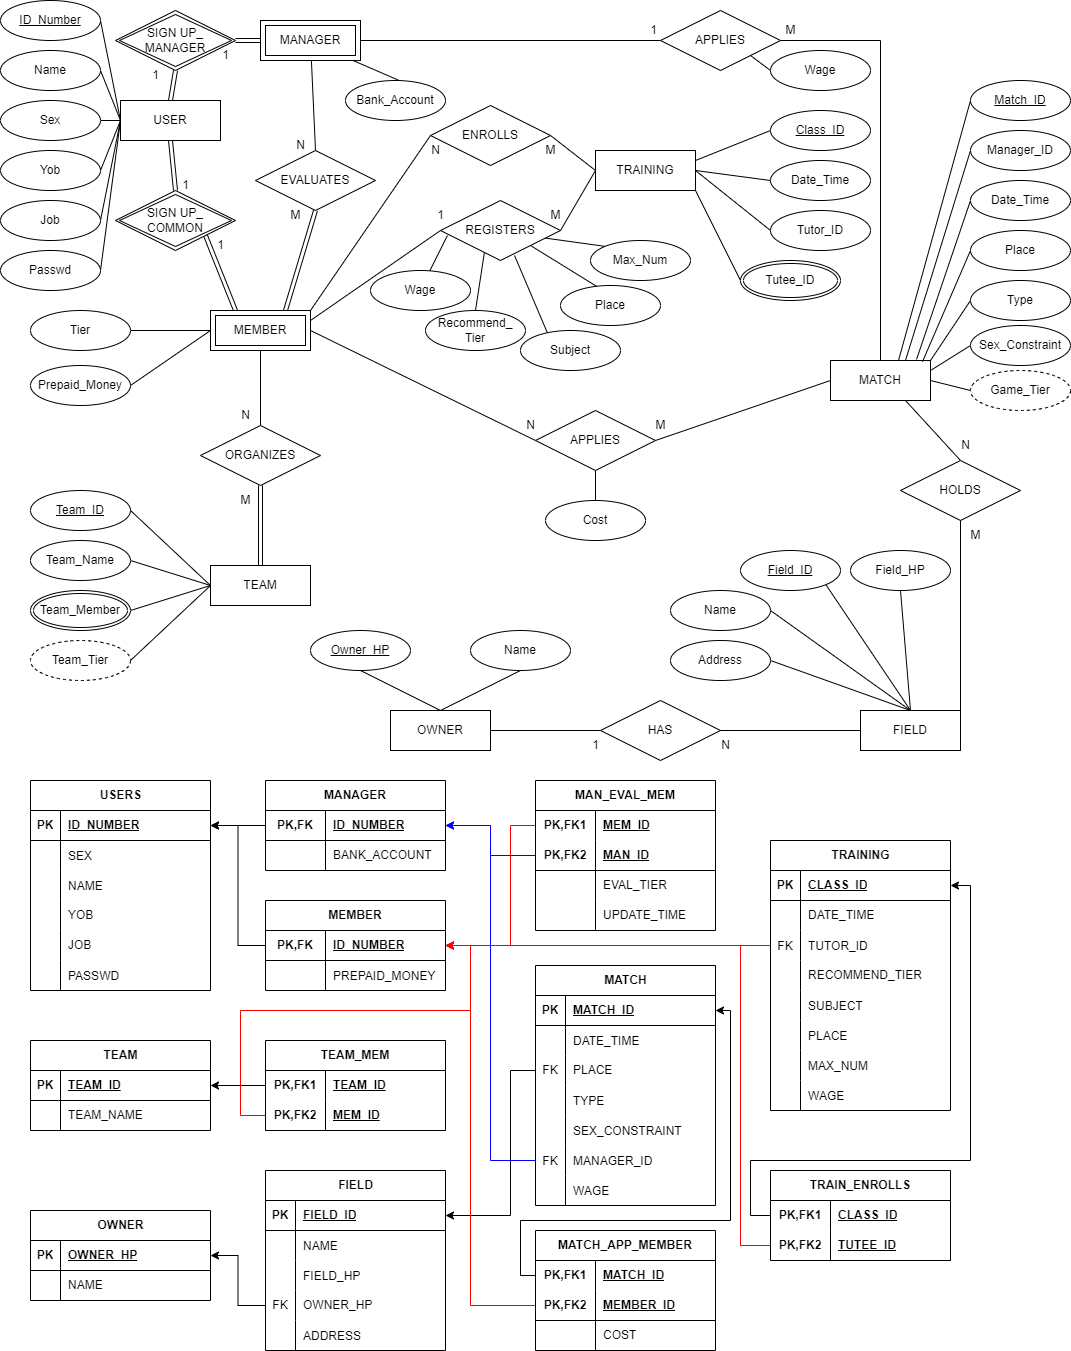 ID_Number
Name
Sex
Yob
Job
Passwd
SIGN UP_
MANAGER
1
1
MANAGER
Bank_Account
USER
1
SIGN UP_
COMMON
1
N
EVALUATES
M
1
APPLIES
M
Wage
ENROLLS
N
M
TRAINING
Class_ID
Date_Time
Tutor_ID
Tutee_ID
1
REGISTERS
M
Wage
Recommend_
Tier
Subject
Place
Max_Num
Match_ID
Manager_ID
Date_Time
Place
Type
Sex_Constraint
Game_Tier
MATCH
Tier
Prepaid_Money
MEMBER
N
ORGANIZES
M
N
APPLIES
M
Cost
N
HOLDS
M
Team_ID
Team_Name
Team_Member
Team_Tier
TEAM
Owner_HP
Name
OWNER
1
HAS
N
Field_ID
Field_HP
Name
Address
FIELD
USERS
PK ID_NUMBER
SEX
NAME
YOB
JOB
PASSWD
MANAGER
PK,FK ID_NUMBER
BANK_ACCOUNT
MEMBER
PK,FK ID_NUMBER
PREPAID_MONEY
MAN_EVAL_MEM
PK,FK1 MEM_ID
PK,FK2 MAN_ID
EVAL_TIER
UPDATE_TIME
TRAINING
PK CLASS_ID
DATE_TIME
FK TUTOR_ID
RECOMMEND_TIER
SUBJECT
PLACE
MAX_NUM
WAGE
MATCH
PK MATCH_ID
DATE_TIME
FK PLACE
TYPE
SEX_CONSTRAINT
FK MANAGER_ID
WAGE
TEAM
PK TEAM_ID
TEAM_NAME
TEAM_MEM
PK,FK1 TEAM_ID
PK,FK2 MEM_ID
FIELD
PK FIELD_ID
NAME
FIELD_HP
FK OWNER_HP
ADDRESS
OWNER
PK OWNER_HP
NAME
TRAIN_ENROLLS
PK,FK1 CLASS_ID
PK,FK2 TUTEE_ID
MATCH_APP_MEMBER
PK,FK1 MATCH_ID
PK,FK2 MEMBER_ID
COST